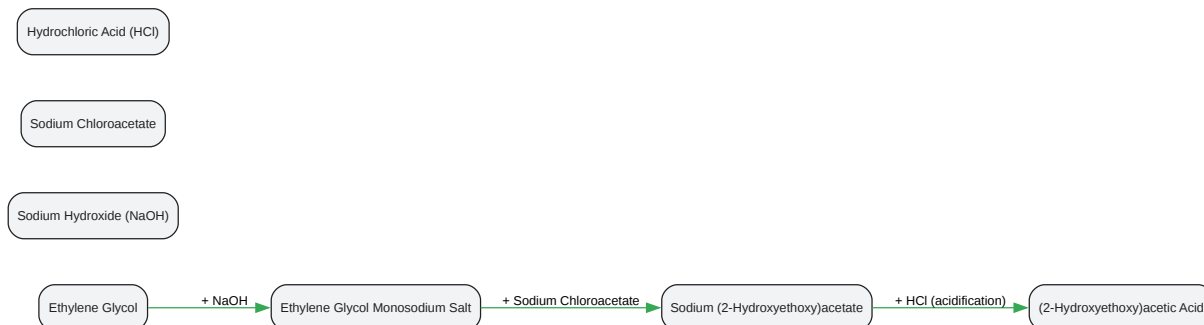 Hydrochloric Acid (HCl)
Sodium Chloroacetate
Sodium Hydroxide (NaOH)
Ethylene Glycol
+ NaOH
Ethylene Glycol Monosodium Salt
+ Sodium Chloroacetate
Sodium (2-Hydroxyethoxy)acetate
+ HCl (acidification)
(2-Hydroxyethoxy)acetic Acid